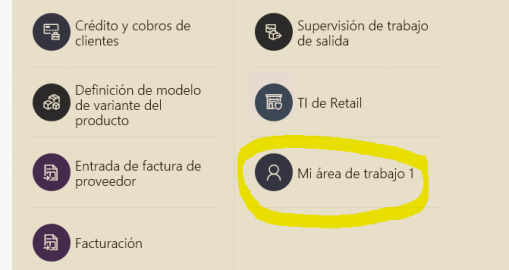 Crédito y cobros de
clientes
Definición de modelo
de variante del
producto
Entrada de factura de
proveedor
Facturación
Supervisión de trabajo
de salida
TI de Retail
Mi área de trabajo 1